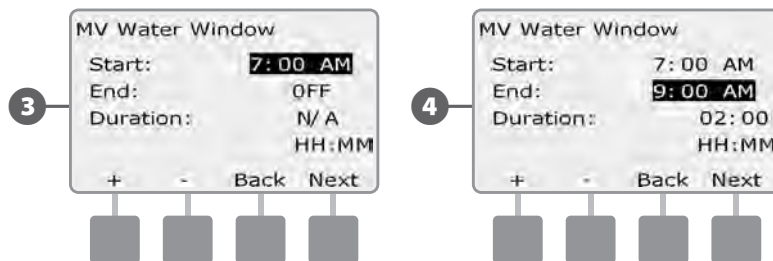 3
MV Water Window
Start: 7:00 AM
End: OFF
Duration: N/A
HH:MM
+ - Back Next
4
MV Water Window
Start: 7:00 AM
End: 9:00 AM
Duration: 02:00
HH:MM
+ - Back Next